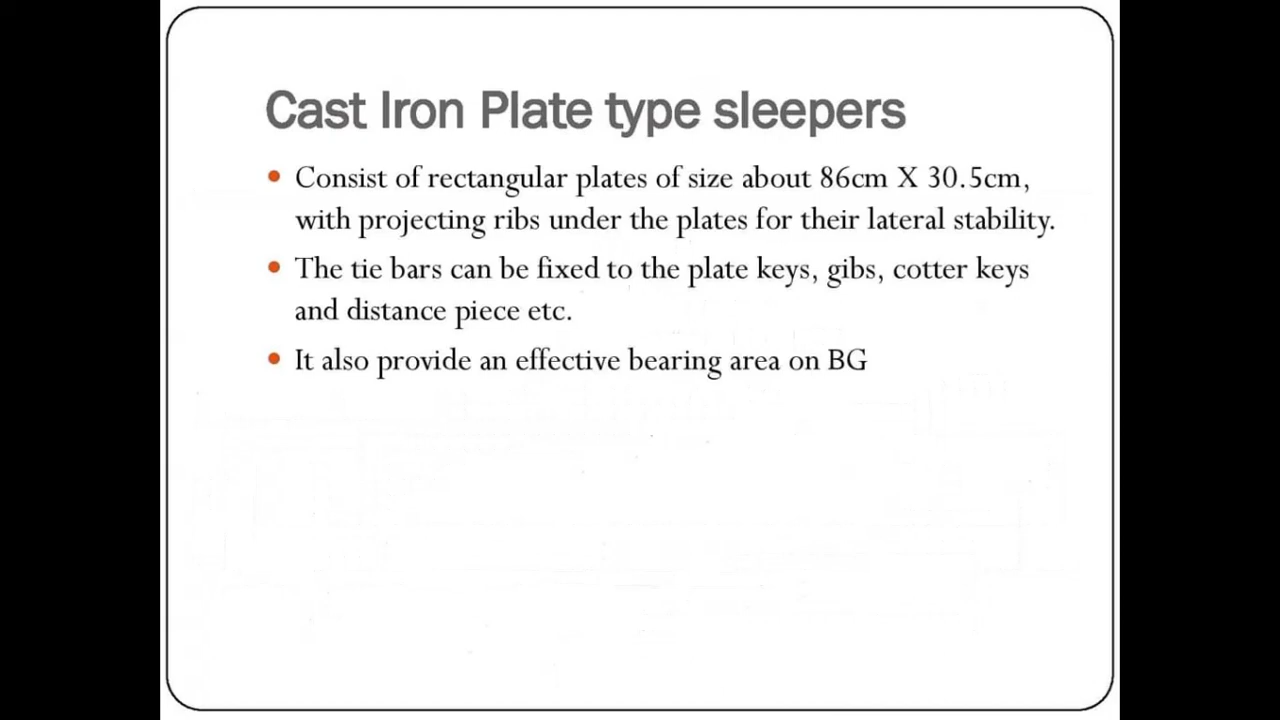 Cast Iron Plate type sleepers
• Consist of rectangular plates of size about 86cm X 30.5cm,
with projecting ribs under the plates for their lateral stability.
• The tie bars can be fixed to the plate keys, gibs, cotter keys
and distance piece etc.
• It also provide an effective bearing area on BG